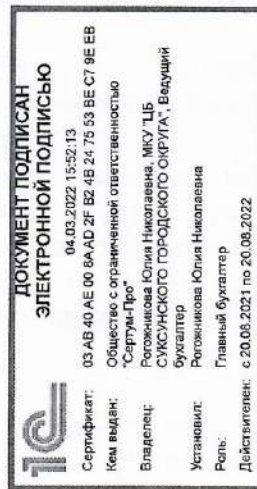 1С
ДОКУМЕНТ ПОДПИСАН
ЭЛЕКТРОННОЙ ПОДПИСЬЮ
04.03.2022 15:52:13
Сертификат: 03 AB 40 AE 00 6A AD 2F B2 4B 24 75 53 BE C7 9E EB
Кем выдан: Общество с ограниченной ответственностью
"Сертум-Про"
Владелец: Рогожникова Юлия Николаевна, МКУ "ЦБ
СУКСУНСКОГО ГОРОДСКОГО ОКРУГА", Ведущий
бухгалтер
Установил: Рогожникова Юлия Николаевна
Роль: Главный бухгалтер
Действителен: с 20.08.2021 по 20.08.2022